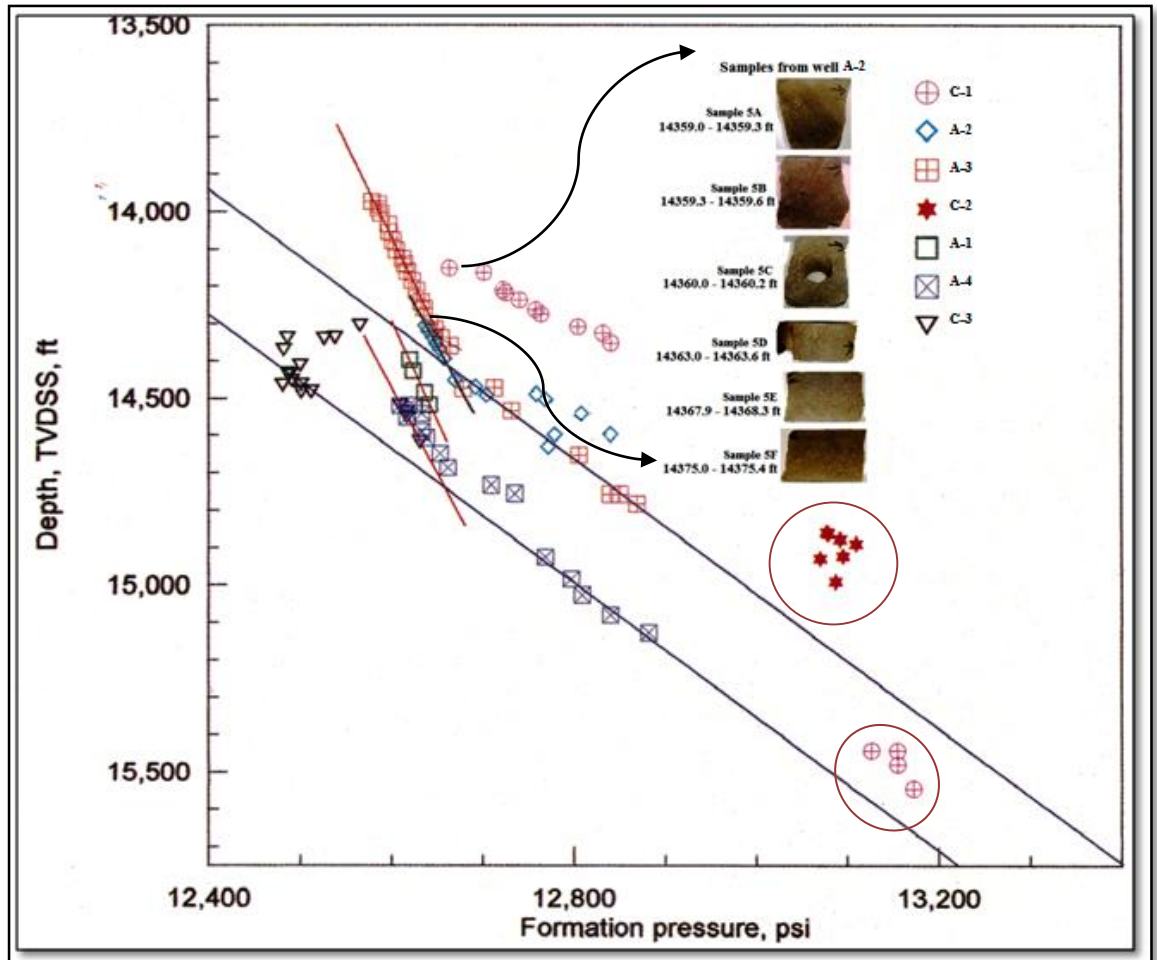 13,500
14,000
14,500
15,000
15,500
Depth, TVDSS, ft
12,400
12,800
13,200
Formation pressure, psi
Samples from well A-2
Sample 5A
14359.0 - 14359.3 ft
Sample 5B
14359.3 - 14359.6 ft
Sample 5C
14360.0 - 14360.2 ft
Sample 5D
14363.0 - 14363.6 ft
Sample 5E
14367.9 - 14368.3 ft
Sample 5F
14375.0 - 14375.4 ft
C-1
A-2
A-3
C-2
A-1
A-4
C-3